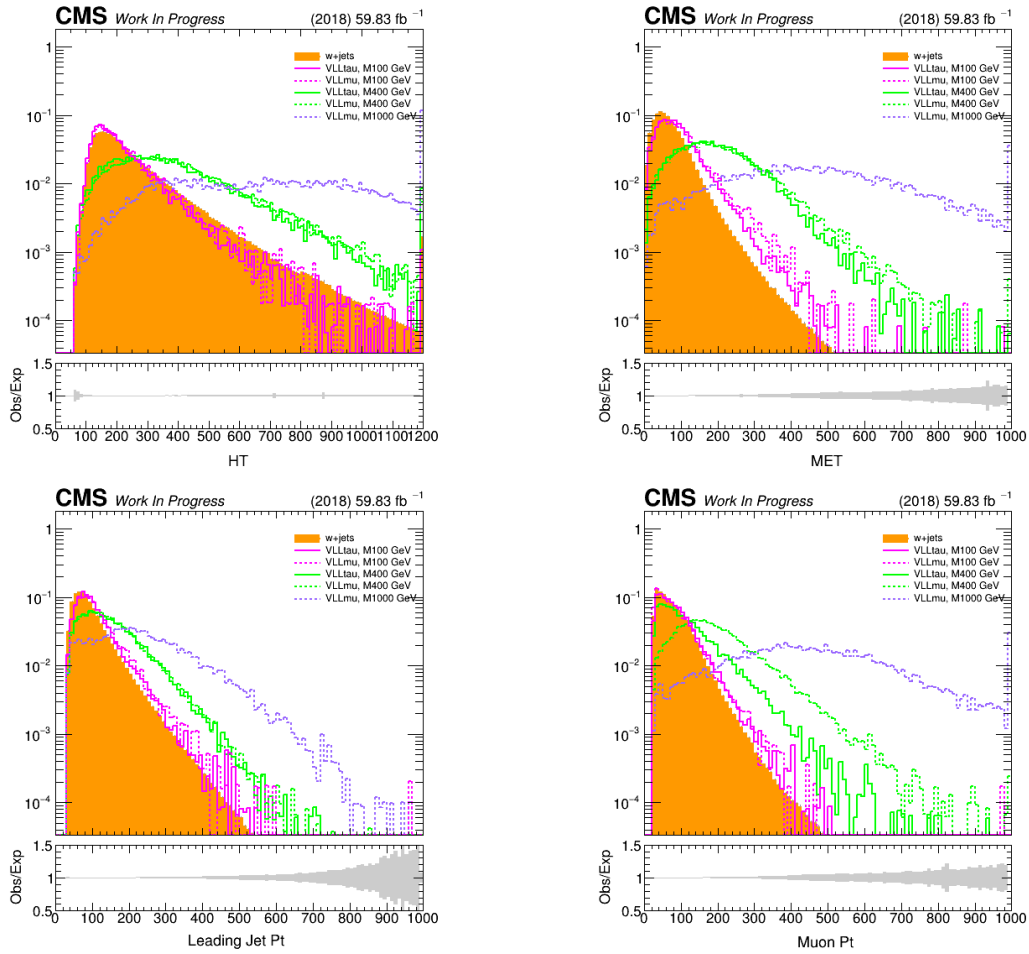 CMS Work In Progress (2018) 59.83 fb -1
1
w+jets
VLLtau, M100 GeV
VLLmu, M100 GeV
VLLtau, M400 GeV
VLLmu, M400 GeV
VLLmu, M1000 GeV
10−1
10−2
10−3
10−4
1.5
1
0.5
Obs/Exp
0 100 200 300 400 500 600 700 800 900 1000 1100 1200
HT
CMS Work In Progress (2018) 59.83 fb -1
1
w+jets
VLLtau, M100 GeV
VLLmu, M100 GeV
VLLtau, M400 GeV
VLLmu, M400 GeV
VLLmu, M1000 GeV
10−1
10−2
10−3
10−4
1.5
1
0.5
Obs/Exp
0 100 200 300 400 500 600 700 800 900 1000
MET
CMS Work In Progress (2018) 59.83 fb -1
1
w+jets
VLLtau, M100 GeV
VLLmu, M100 GeV
VLLtau, M400 GeV
VLLmu, M400 GeV
VLLmu, M1000 GeV
10−1
10−2
10−3
10−4
1.5
1
0.5
Obs/Exp
0 100 200 300 400 500 600 700 800 900 1000
Leading Jet Pt
CMS Work In Progress (2018) 59.83 fb -1
1
w+jets
VLLtau, M100 GeV
VLLmu, M100 GeV
VLLtau, M400 GeV
VLLmu, M400 GeV
VLLmu, M1000 GeV
10−1
10−2
10−3
10−4
1.5
1
0.5
Obs/Exp
0 100 200 300 400 500 600 700 800 900 1000
Muon Pt